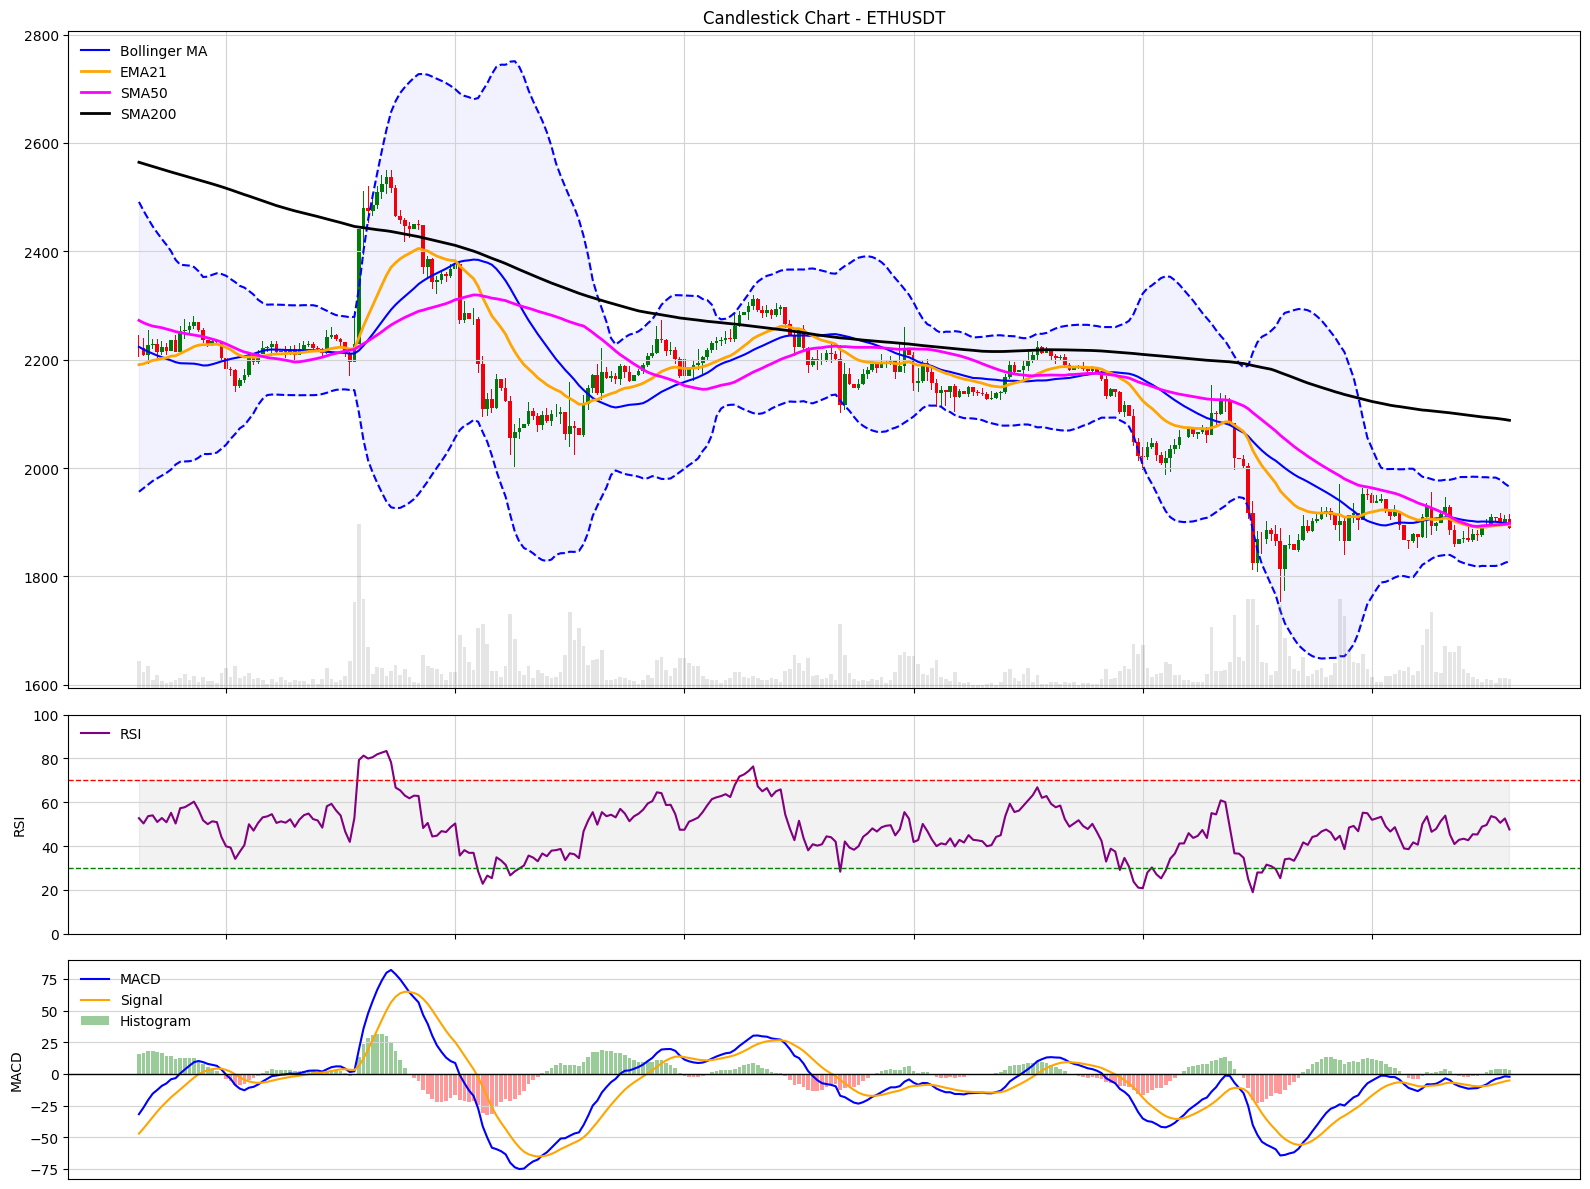 Candlestick Chart - ETHUSDT
2800
2600
2400
2200
2000
1800
1600
Bollinger MA
EMA21
SMA50
SMA200
100
80
60
40
20
0
RSI
RSI
75
50
25
0
−25
−50
−75
MACD
MACD
Signal
Histogram